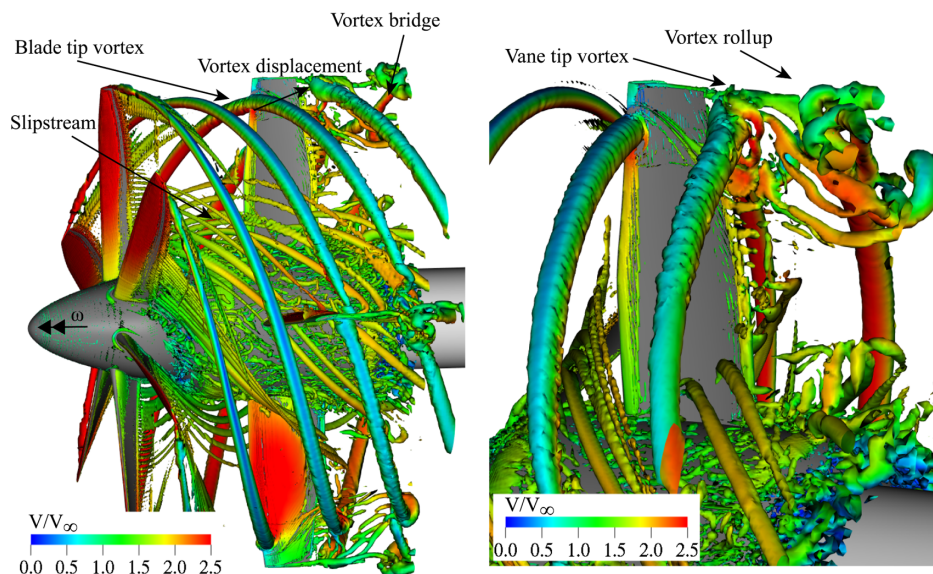 Blade tip vortex
Vortex bridge
Vortex displacement
Slipstream
ω
V/V∞
0.0 0.5 1.0 1.5 2.0 2.5
Vortex rollup
Vane tip vortex
V/V∞
0.0 0.5 1.0 1.5 2.0 2.5